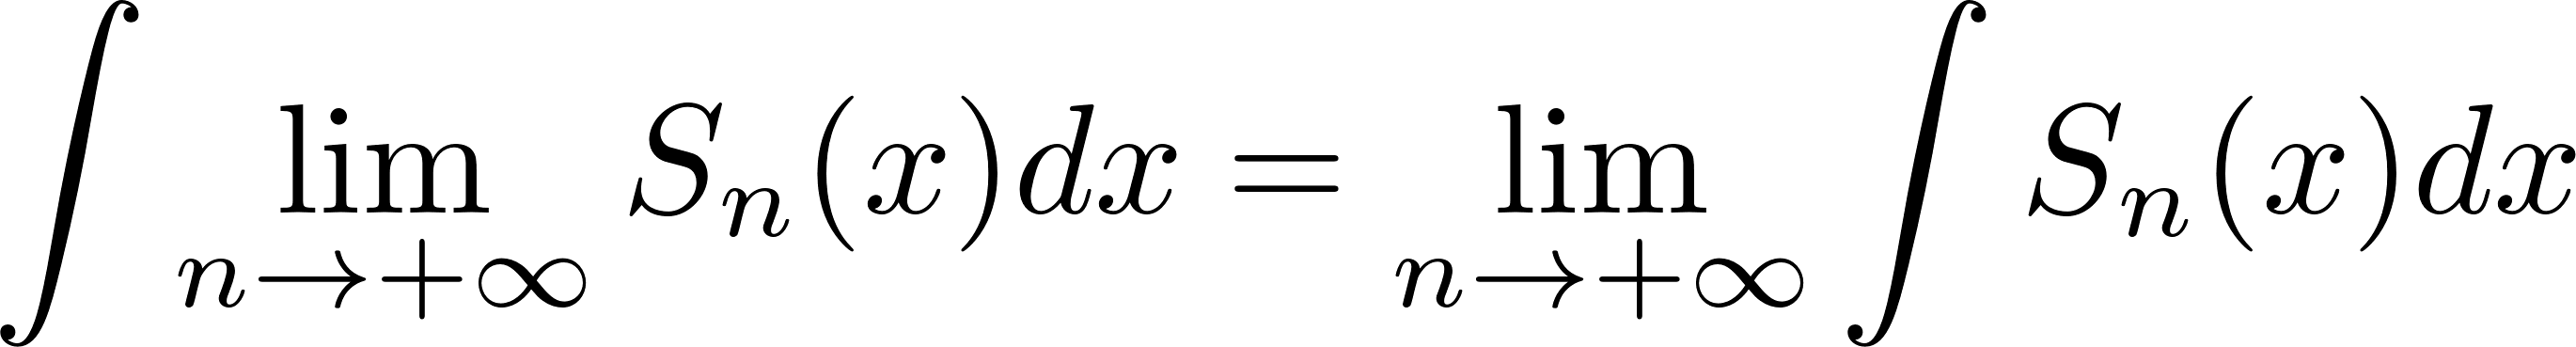 ∫ lim_{n→+∞} S_n(x)dx = lim_{n→+∞} ∫ S_n(x)dx